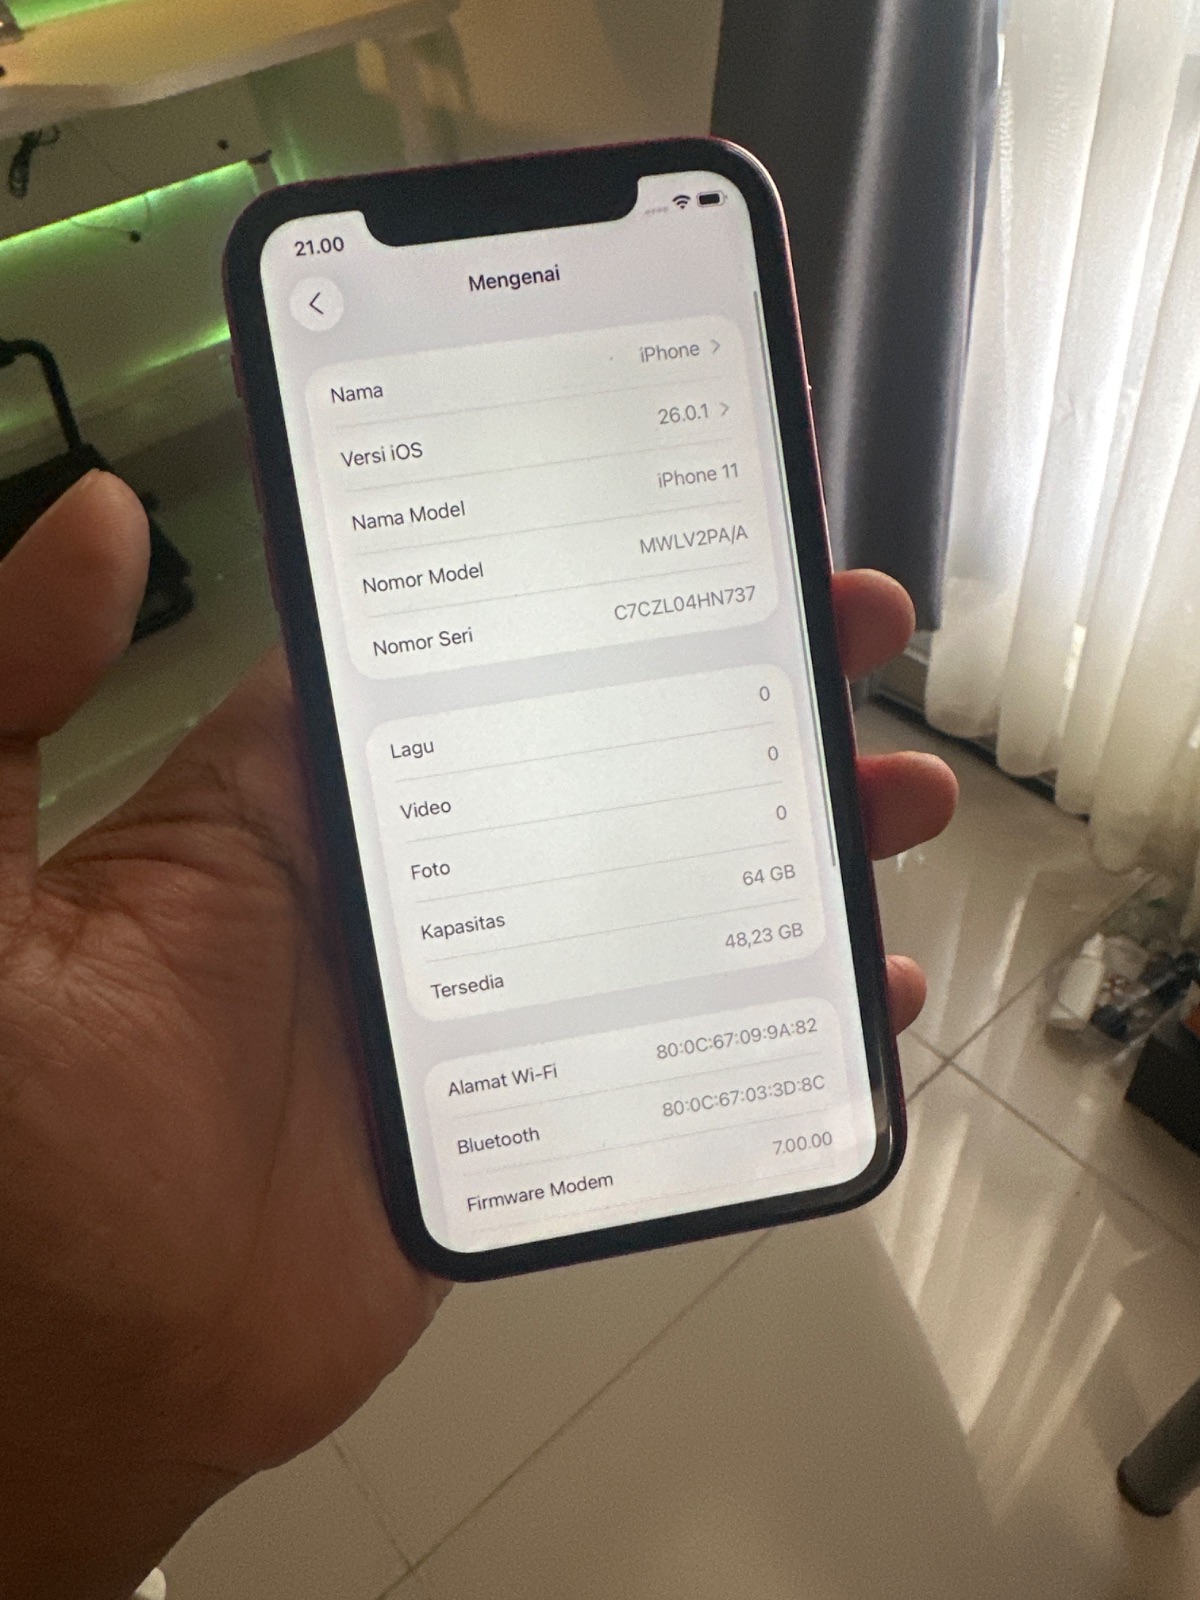 21.00
Mengenai
Nama iPhone
Versi iOS 26.0.1
Nama Model iPhone 11
Nomor Model MWLV2PA/A
Nomor Seri C7CZL04HN737
Lagu 0
Video 0
Foto 0
Kapasitas 64 GB
Tersedia 48,23 GB
Alamat Wi-Fi 80:0C:67:09:9A:82
Bluetooth 80:0C:67:03:3D:8C
Firmware Modem 7.00.00